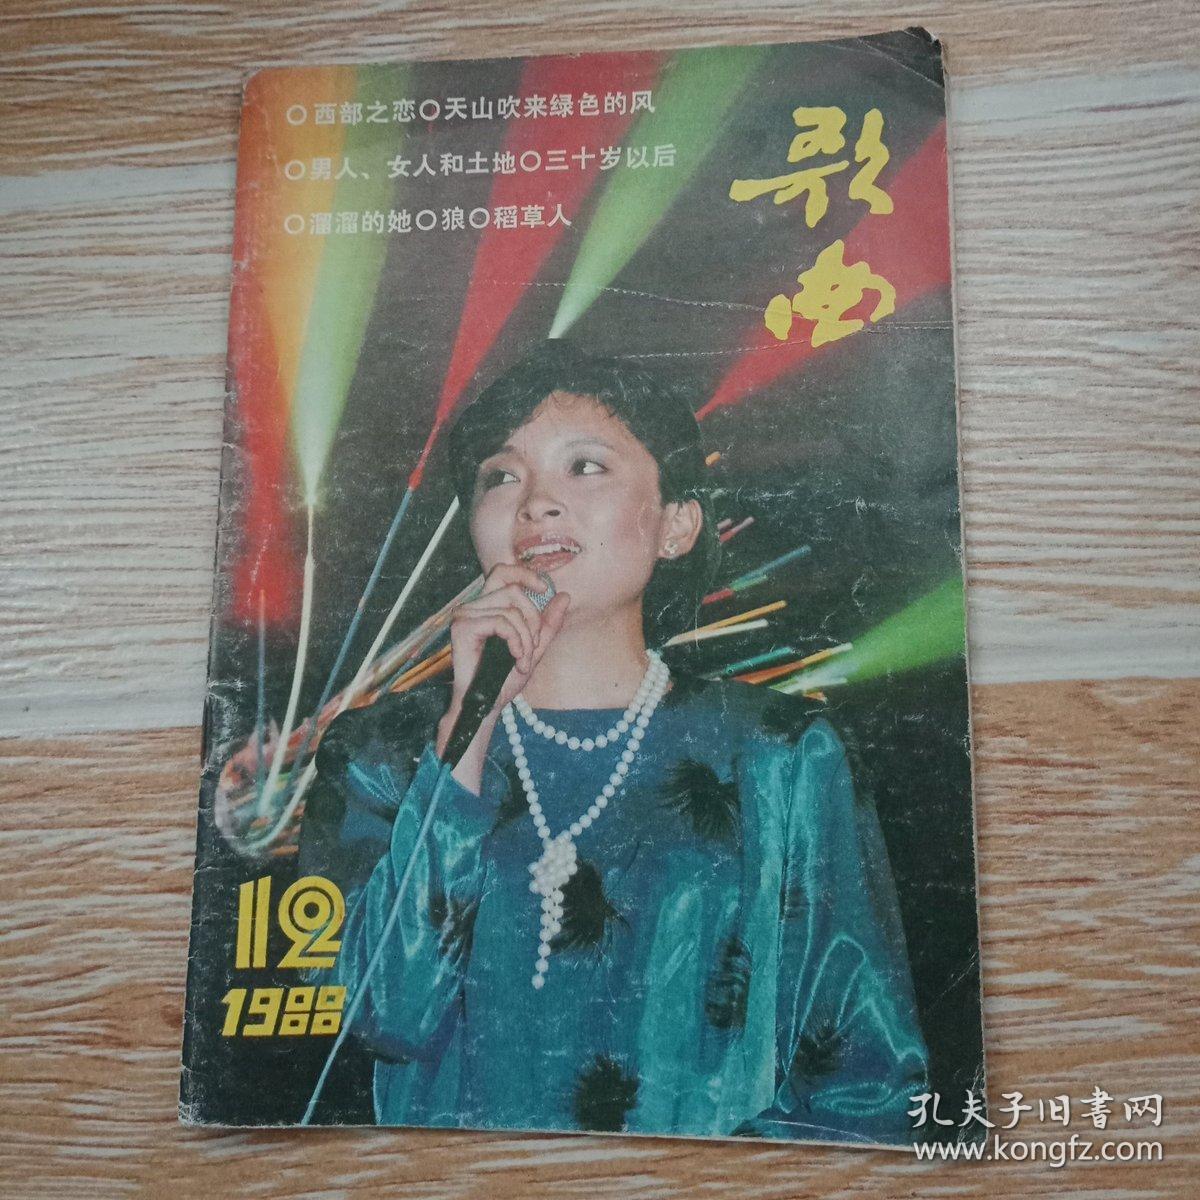 ○西部之恋○天山吹来绿色的风
○男人、女人和土地○三十岁以后
○溜溜的她○狼○稻草人
歌曲
12
1988
孔夫子旧書网
www.kongfz.com